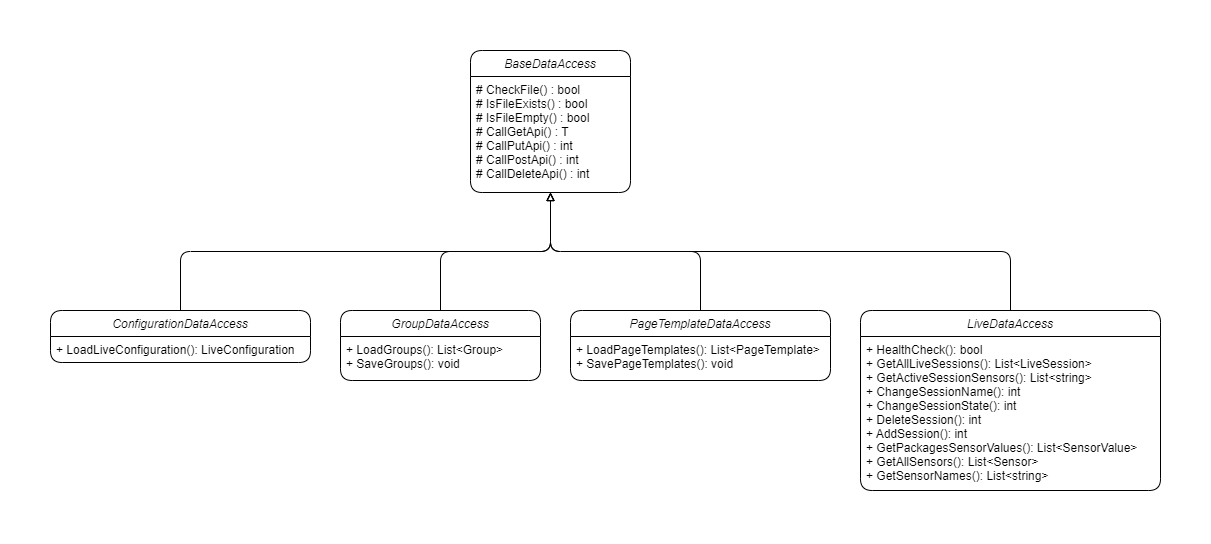 BaseDataAccess
# CheckFile() : bool
# IsFileExists() : bool
# IsFileEmpty() : bool
# CallGetApi() : T
# CallPutApi() : int
# CallPostApi() : int
# CallDeleteApi() : int
ConfigurationDataAccess
+ LoadLiveConfiguration(): LiveConfiguration
GroupDataAccess
+ LoadGroups(): List<Group>
+ SaveGroups(): void
PageTemplateDataAccess
+ LoadPageTemplates(): List<PageTemplate>
+ SavePageTemplates(): void
LiveDataAccess
+ HealthCheck(): bool
+ GetAllLiveSessions(): List<LiveSession>
+ GetActiveSessionSensors(): List<string>
+ ChangeSessionName(): int
+ ChangeSessionState(): int
+ DeleteSession(): int
+ AddSession(): int
+ GetPackagesSensorValues(): List<SensorValue>
+ GetAllSensors(): List<Sensor>
+ GetSensorNames(): List<string>